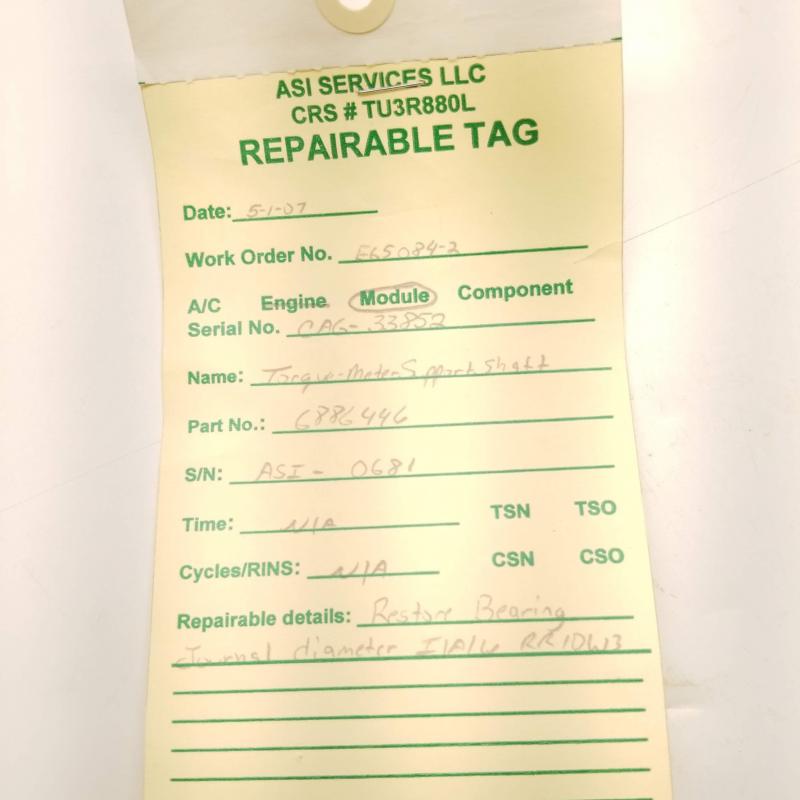 ASI SERVICES LLC
CRS # TU3R880L
REPAIRABLE TAG
Date: 5-1-07
Work Order No. E65084-2
A/C Engine Module Component
Serial No. CAG-33852
Name: Torque-Meter Support Shaft
Part No.: 6886446
S/N: ASI - 0681
Time: N/A TSN TSO
Cycles/RINS: N/A CSN CSO
Repairable details: Restore Bearing
Journal diameter I/A/W RR10W3